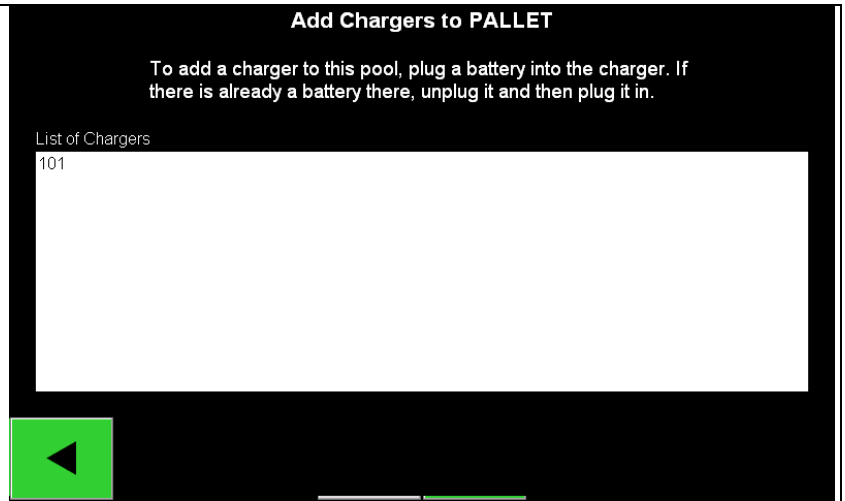 Add Chargers to PALLET
To add a charger to this pool, plug a battery into the charger. If
there is already a battery there, unplug it and then plug it in.
List of Chargers
101